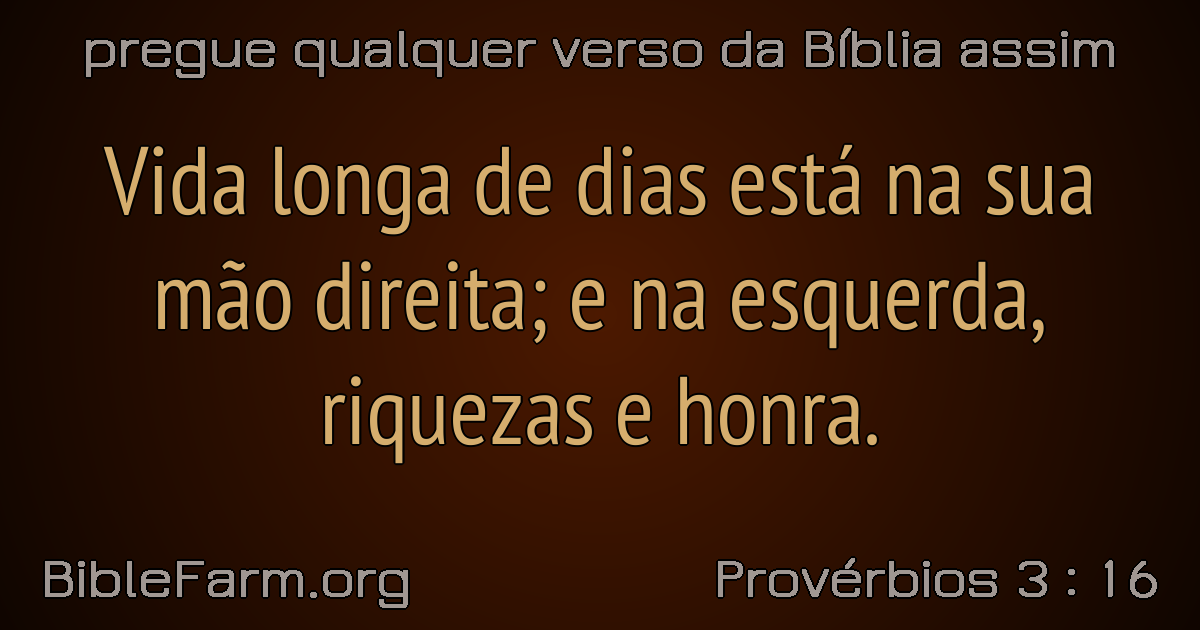 pregue qualquer verso da Bíblia assim
Vida longa de dias está na sua
mão direita; e na esquerda,
riquezas e honra.
BibleFarm.org
Provérbios 3 : 16